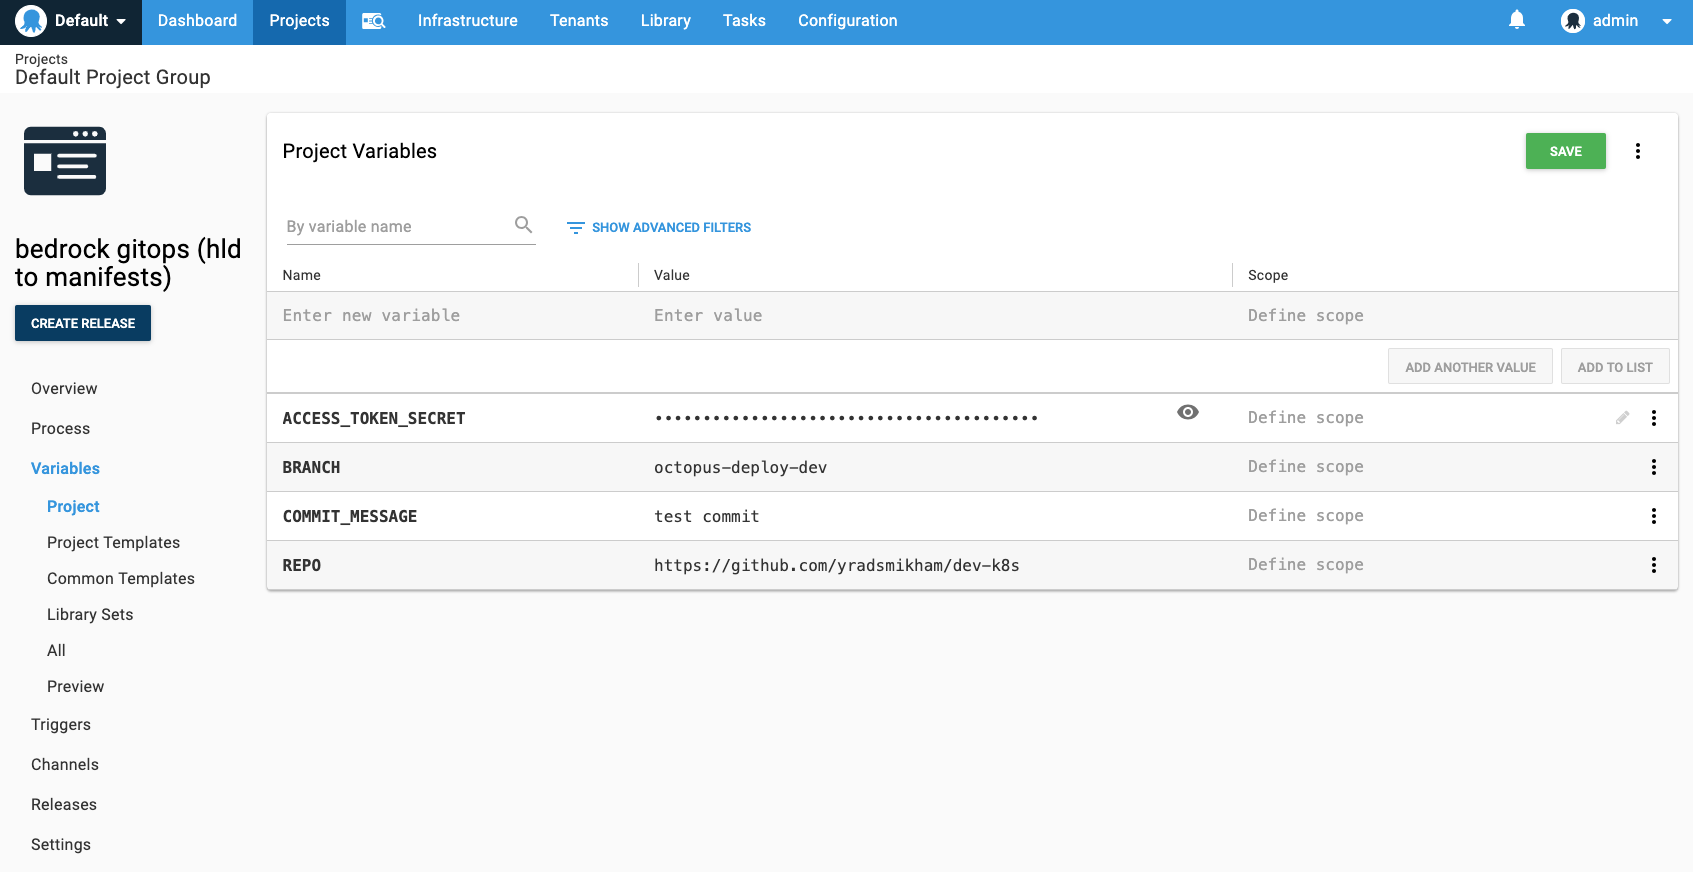 Default
Dashboard
Projects
Infrastructure
Tenants
Library
Tasks
Configuration
admin
Projects
Default Project Group
bedrock gitops (hld
to manifests)
CREATE RELEASE
Overview
Process
Variables
Project
Project Templates
Common Templates
Library Sets
All
Preview
Triggers
Channels
Releases
Settings
Project Variables
SAVE
By variable name
SHOW ADVANCED FILTERS
Name Value Scope
Enter new variable Enter value Define scope
ADD ANOTHER VALUE ADD TO LIST
ACCESS_TOKEN_SECRET •••••••••••••••••••••••••••••••••••••••• Define scope
BRANCH octopus-deploy-dev Define scope
COMMIT_MESSAGE test commit Define scope
REPO https://github.com/yradsmikham/dev-k8s Define scope